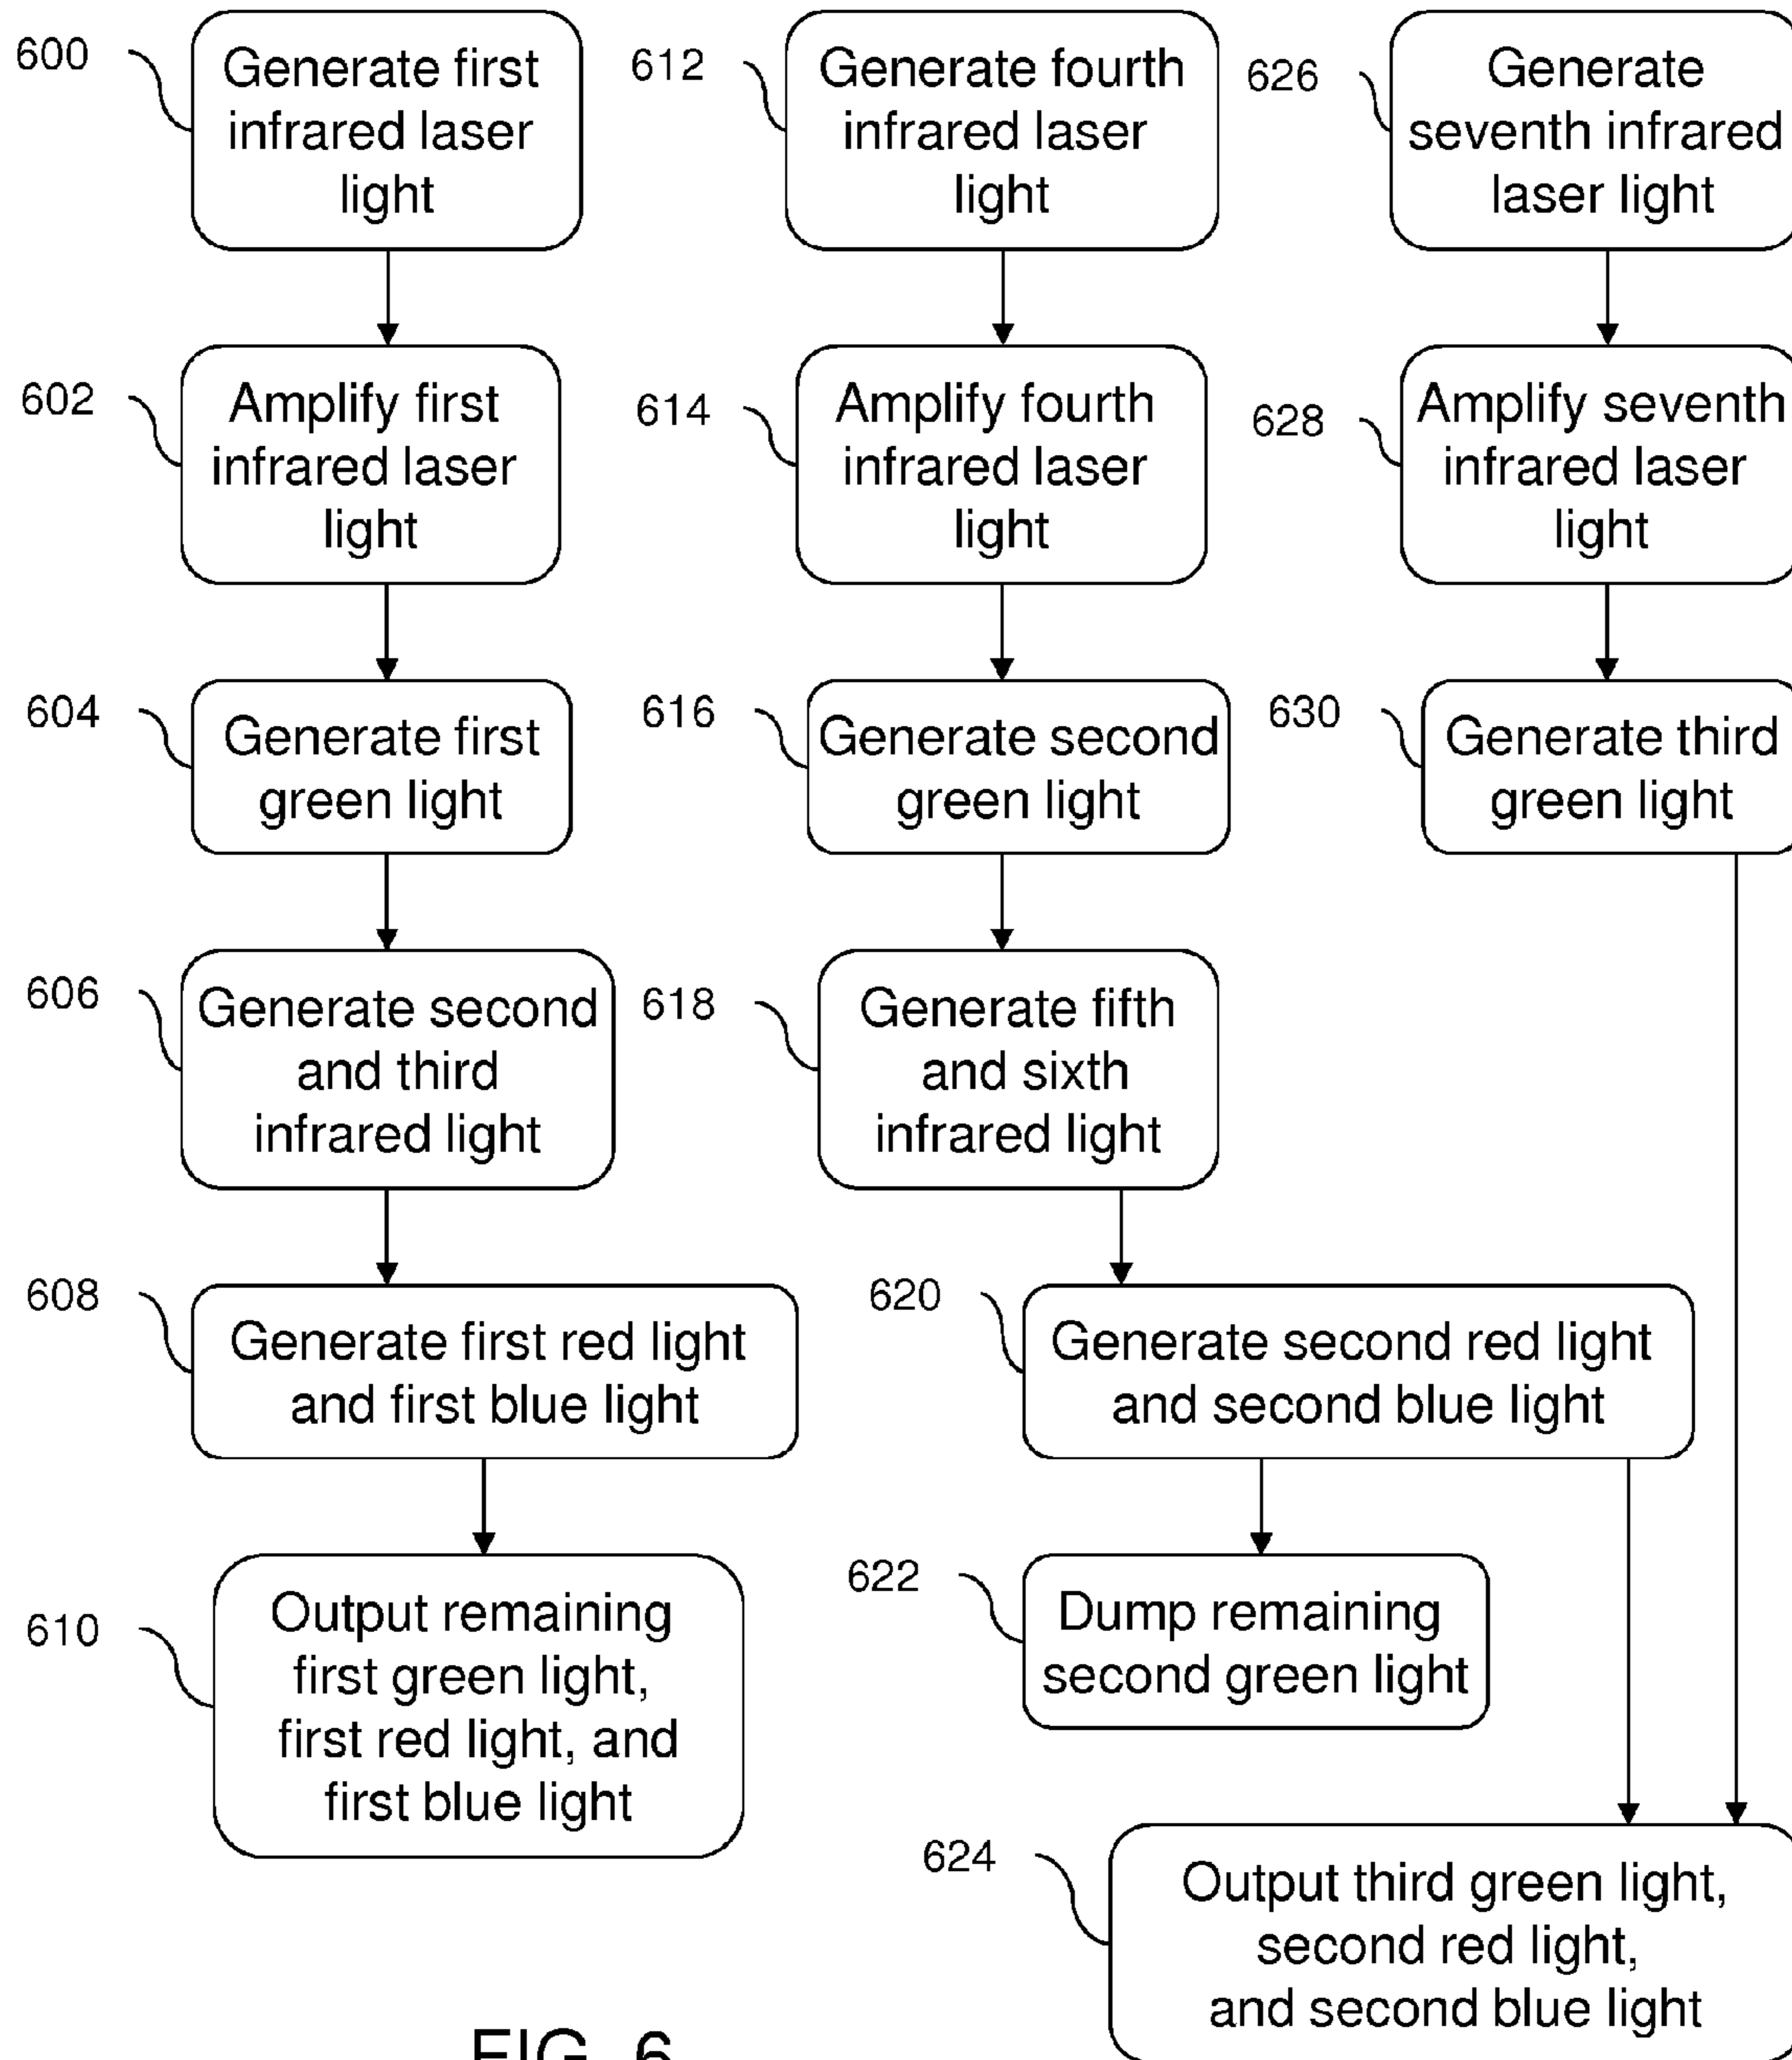 600
Generate first
infrared laser
light
602
Amplify first
infrared laser
light
604
Generate first
green light
606
Generate second
and third
infrared light
608
Generate first red light
and first blue light
610
Output remaining
first green light,
first red light, and
first blue light
612
Generate fourth
infrared laser
light
614
Amplify fourth
infrared laser
light
616
Generate second
green light
618
Generate fifth
and sixth
infrared light
620
Generate second red light
and second blue light
622
Dump remaining
second green light
624
Output third green light,
second red light,
and second blue light
626
Generate
seventh infrared
laser light
628
Amplify seventh
infrared laser
light
630
Generate third
green light
FIG. 6